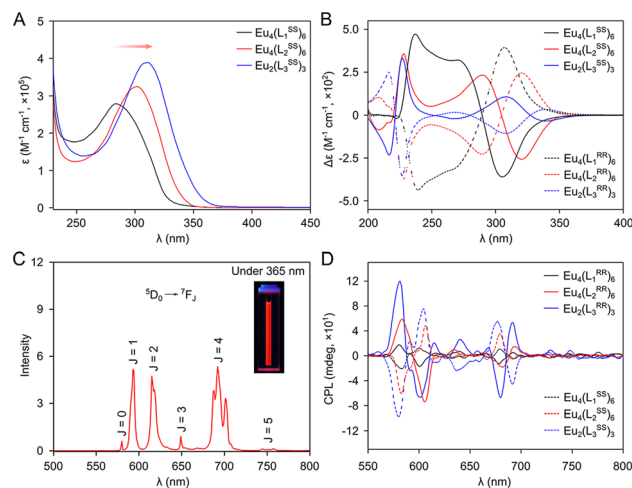 A
Eu₄(L₁ˢˢ)₆
Eu₄(L₂ˢˢ)₆
Eu₂(L₃ˢˢ)₃
ε (M⁻¹ cm⁻¹, ×10⁵)
5
4
3
2
1
0
250 300 350 400 450
λ (nm)
B
Eu₄(L₁ˢˢ)₆
Eu₄(L₂ˢˢ)₆
Eu₂(L₃ˢˢ)₃
Δε (M⁻¹ cm⁻¹, ×10²)
5.0
2.5
0.0
-2.5
-5.0
Eu₄(L₁ᴿᴿ)₆
Eu₄(L₂ᴿᴿ)₆
Eu₂(L₃ᴿᴿ)₃
200 250 300 350 400 450
λ (nm)
C
Under 365 nm
⁵D₀→⁷F_J
Intensity
12
9
6
3
0
J = 0
J = 1
J = 2
J = 3
J = 4
J = 5
500 550 600 650 700 750 800
λ (nm)
D
Eu₄(L₁ᴿᴿ)₆
Eu₄(L₂ᴿᴿ)₆
Eu₂(L₃ᴿᴿ)₃
CPL (mdeg, ×10¹)
12
8
4
0
-4
-8
-12
Eu₄(L₁ˢˢ)₆
Eu₄(L₂ˢˢ)₆
Eu₂(L₃ˢˢ)₃
550 600 650 700 750 800
λ (nm)